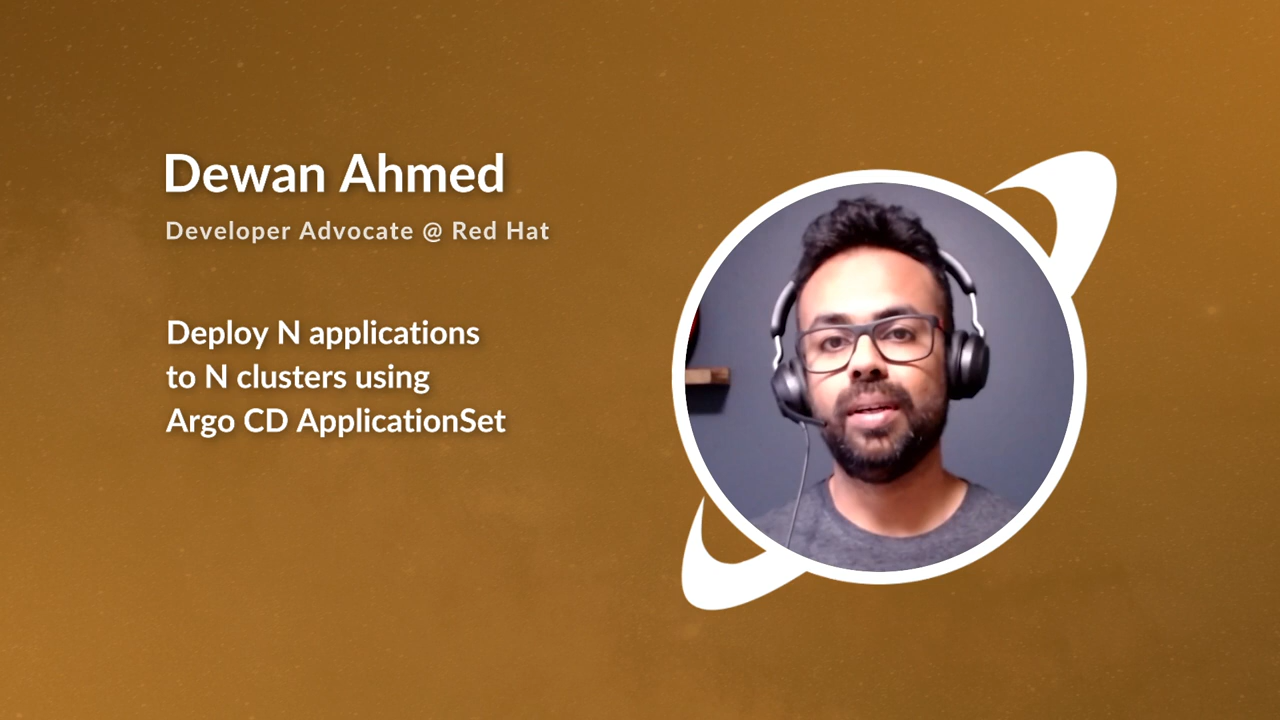 Dewan Ahmed
Developer Advocate @ Red Hat
Deploy N applications
to N clusters using
Argo CD ApplicationSet